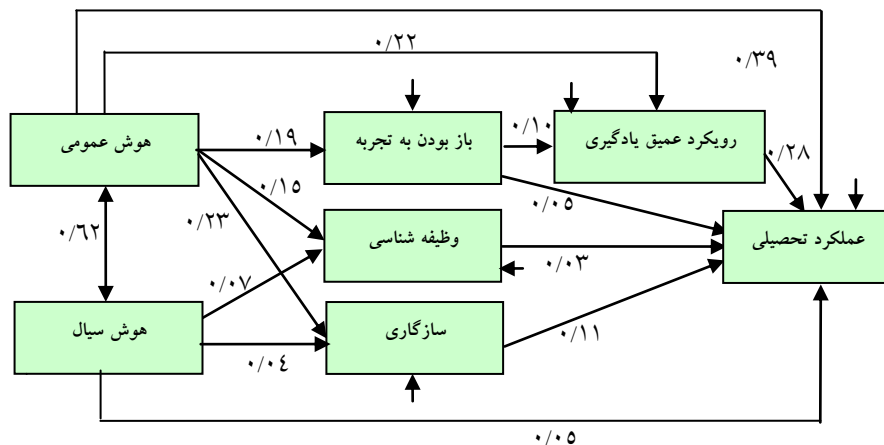 ۰/۲۲
۰/۳۹
هوش عمومی
۰/۱۹
باز بودن به تجربه
۰/۱۰
رویکرد عمیق یادگیری
۰/۲۸
۰/۱۵
۰/۰۵
۰/۲۳
۰/۶۲
وظیفه شناسی
عملکرد تحصیلی
۰/۰۳
۰/۰۷
هوش سیال
سازگاری
۰/۱۱
۰/۰۴
۰/۰۵